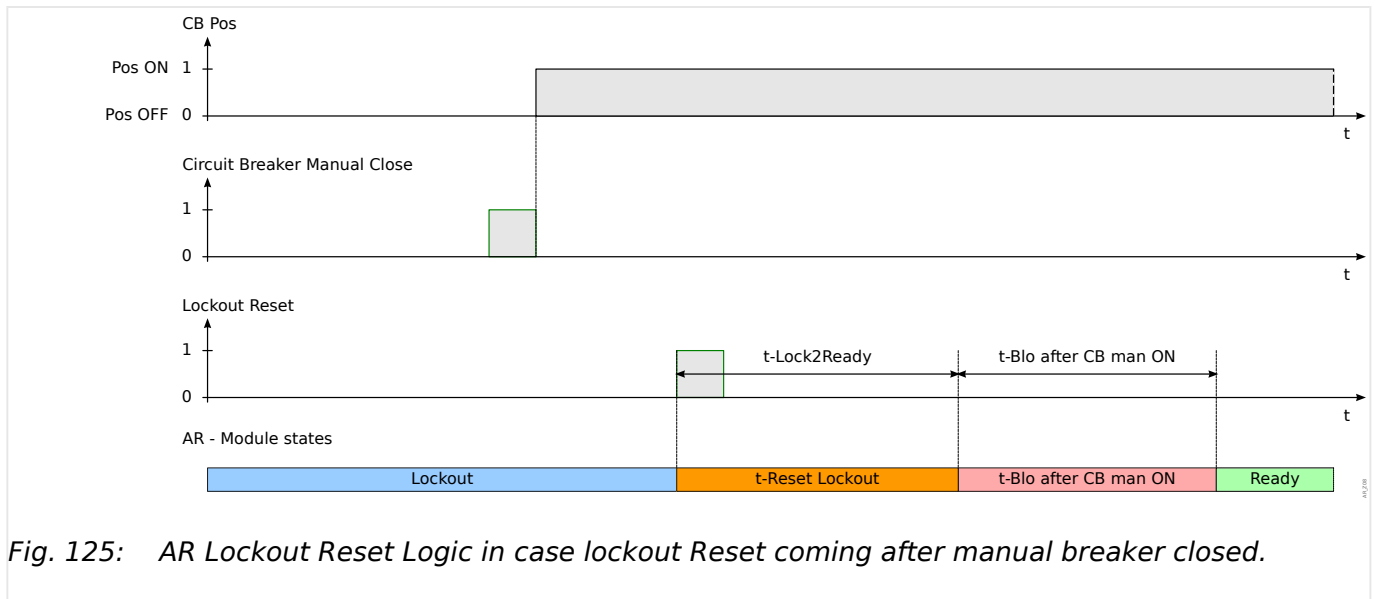 CB Pos
Pos ON 1
Pos OFF 0
t
Circuit Breaker Manual Close
1
0
t
Lockout Reset
1
t-Lock2Ready t-Blo after CB man ON
0
t
AR - Module states
Lockout t-Reset Lockout t-Blo after CB man ON Ready
Fig. 125: AR Lockout Reset Logic in case lockout Reset coming after manual breaker closed.